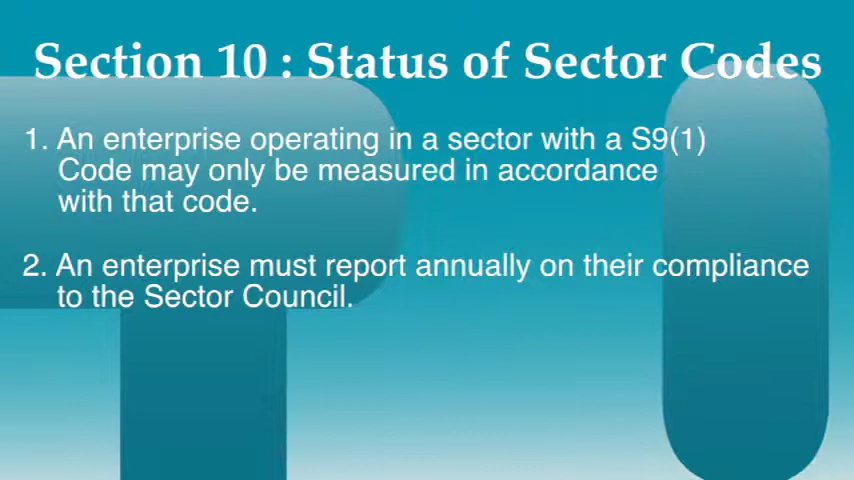 Section 10 : Status of Sector Codes
1. An enterprise operating in a sector with a S9(1)
Code may only be measured in accordance
with that code.
2. An enterprise must report annually on their compliance
to the Sector Council.